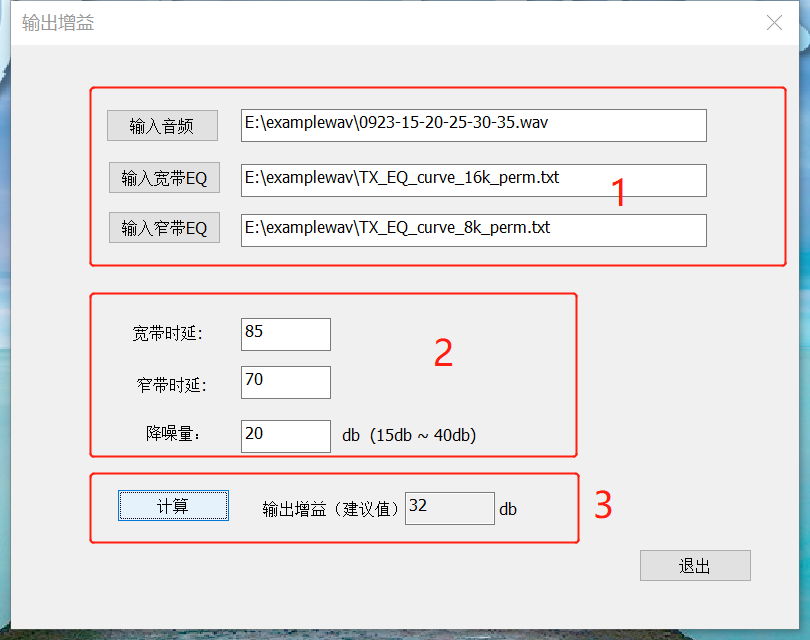 输出增益
输入音频 E:\examplewav\0923-15-20-25-30-35.wav
输入宽带EQ E:\examplewav\TX_EQ_curve_16k_perm.txt
1
输入窄带EQ E:\examplewav\TX_EQ_curve_8k_perm.txt
宽带时延: 85
2
窄带时延: 70
降噪量: 20 db (15db ~ 40db)
计算 输出增益（建议值） 32 db
3
退出